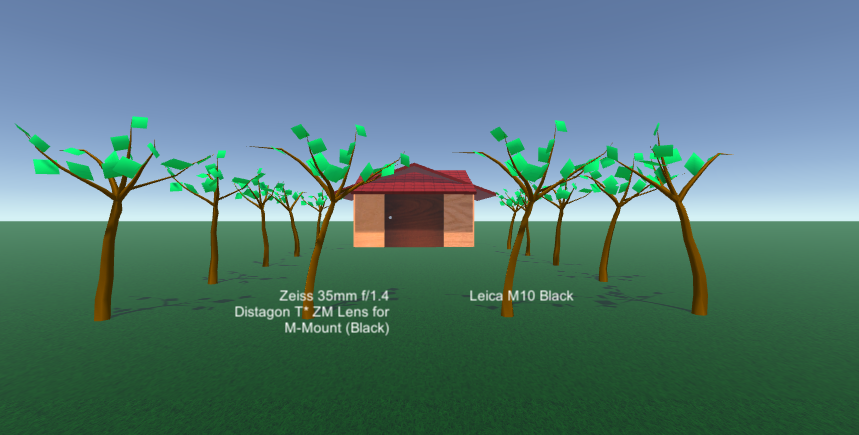 Zeiss 35mm f/1.4
Distagon T* ZM Lens for
M-Mount (Black)
Leica M10 Black